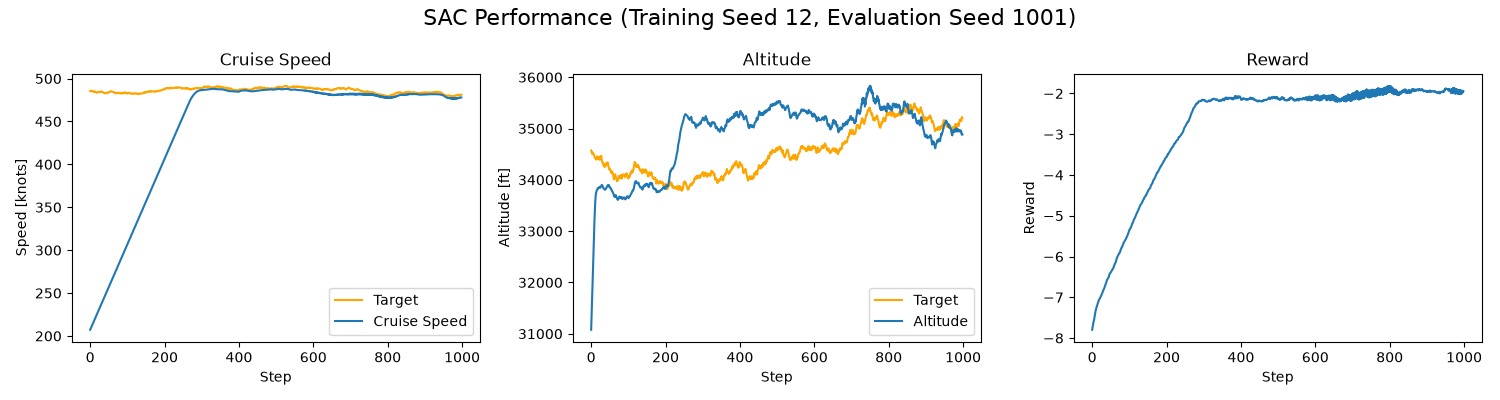 SAC Performance (Training Seed 12, Evaluation Seed 1001)
Cruise Speed
500
450
400
350
300
250
200
Speed [knots]
Target
Cruise Speed
0 200 400 600 800 1000
Step
Altitude
36000
35000
34000
33000
32000
31000
Altitude [ft]
Target
Altitude
0 200 400 600 800 1000
Step
Reward
−2
−3
−4
−5
−6
−7
−8
Reward
0 200 400 600 800 1000
Step